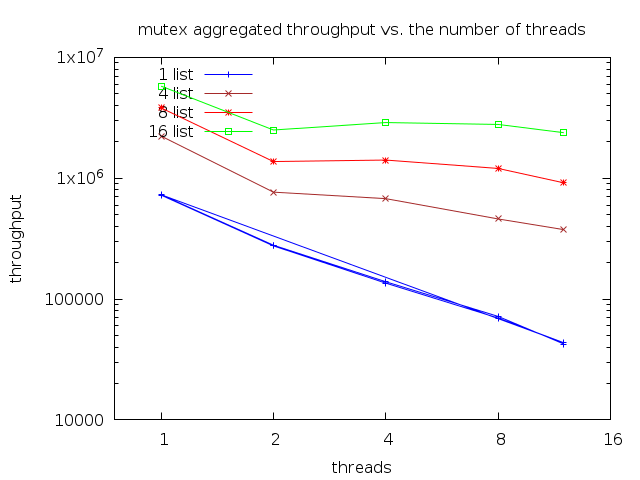 mutex aggregated throughput vs. the number of threads
1 list
4 list
8 list
16 list
1x10^7
1x10^6
100000
10000
throughput
1 2 4 8 16
threads